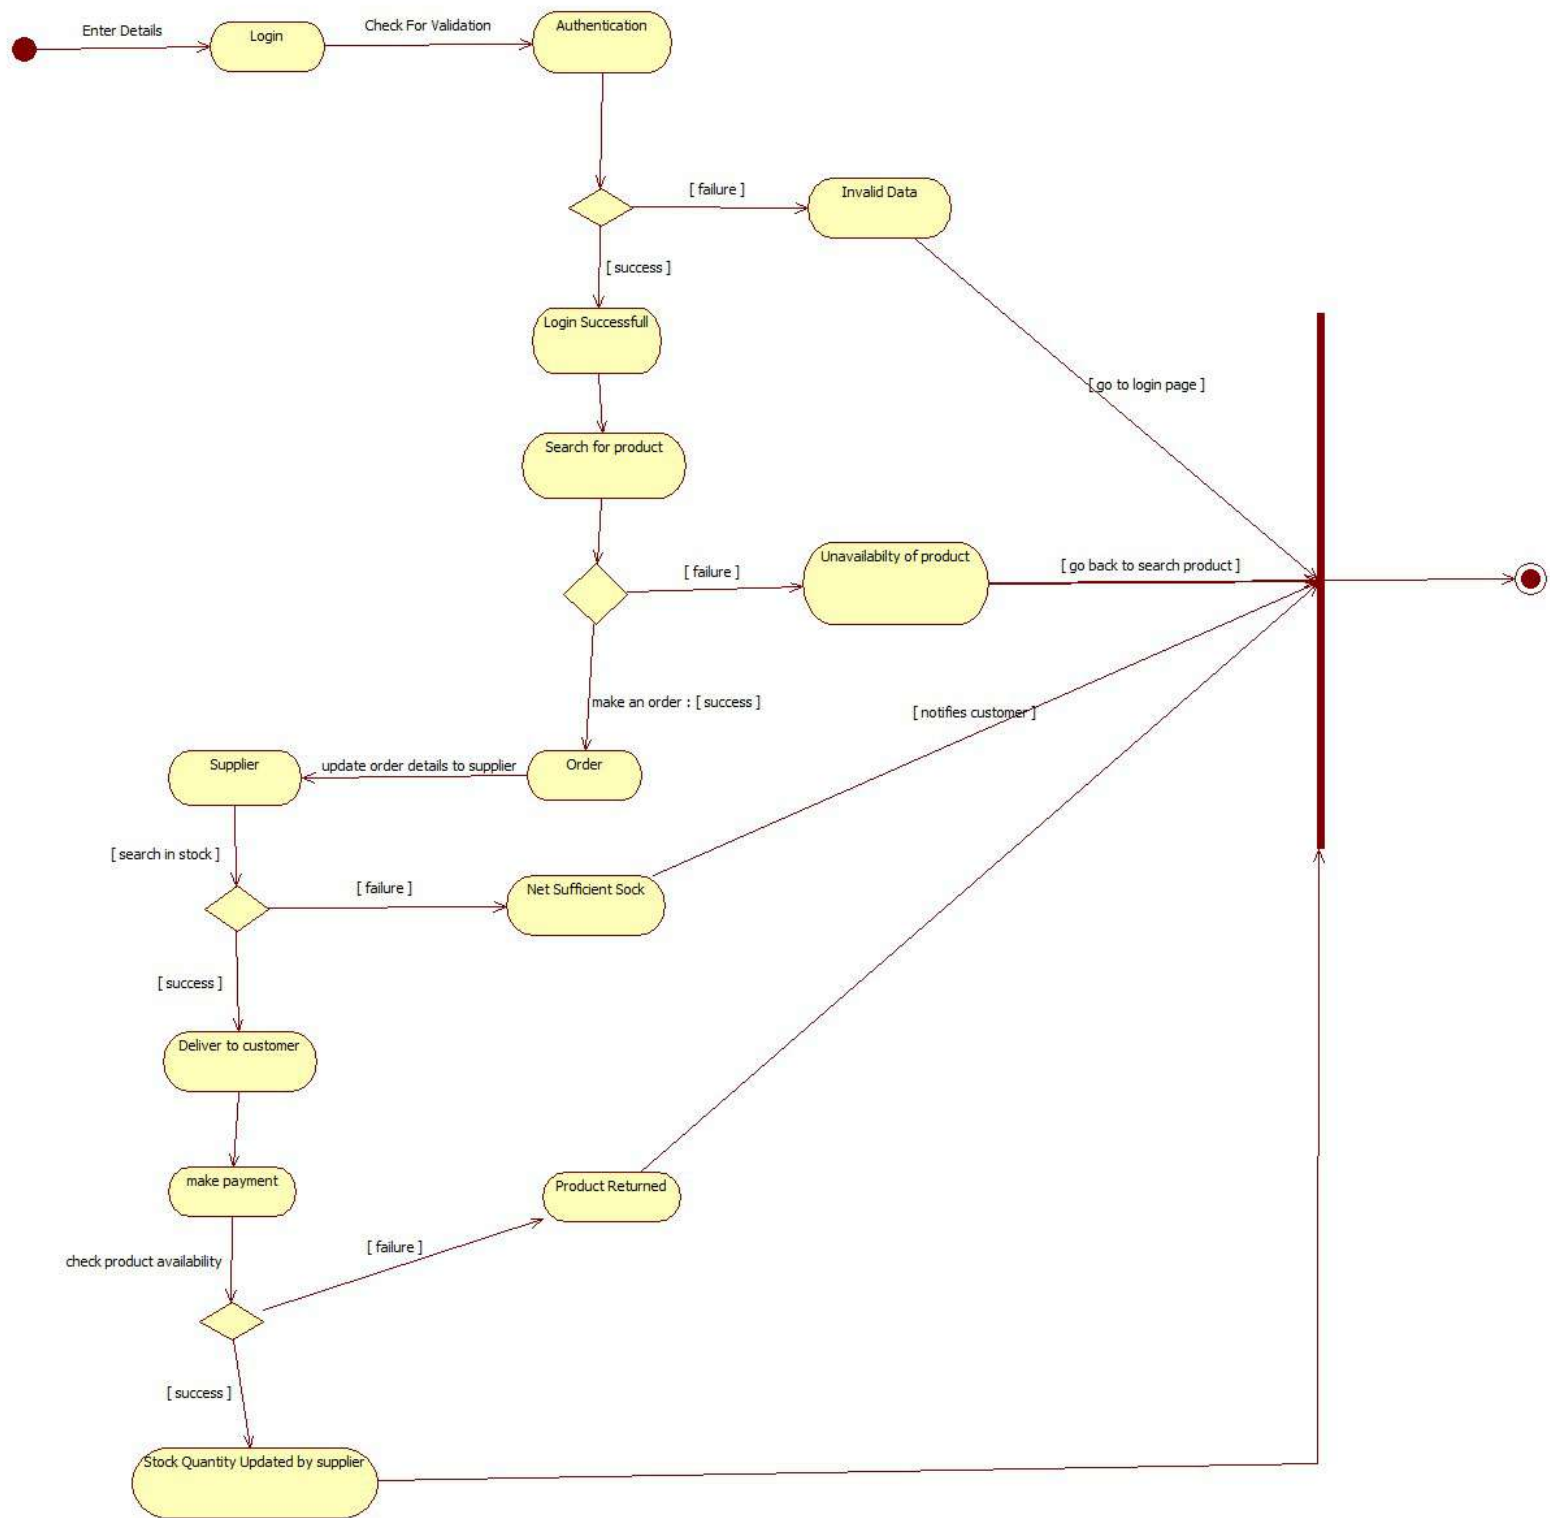 Enter Details
Login
Check For Validation
Authentication
[ failure ]
Invalid Data
[ success ]
Login Successfull
[ go to login page ]
Search for product
[ failure ]
Unavailabilty of product
[ go back to search product ]
make an order : [ success ]
[ notifies customer ]
Supplier
update order details to supplier
Order
[ search in stock ]
[ failure ]
Net Sufficient Sock
[ success ]
Deliver to customer
make payment
Product Returned
[ failure ]
check product availability
[ success ]
Stock Quantity Updated by supplier